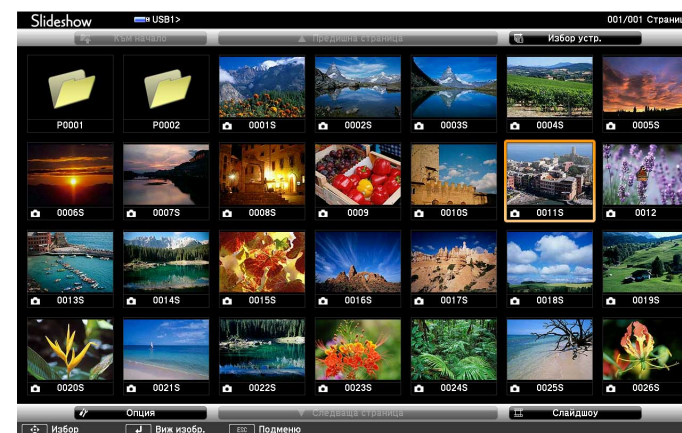 Slideshow USB1> 001/001 Страниц
Към начало Предишна страница Избор устр.
P0001 P0002 0001S 0002S 0003S 0004S 0005S
0006S 0007S 0008S 0009 0010S 0011S 0012
0013S 0014S 0015S 0016S 0017S 0018S 0019S
0020S 0021S 0022S 0023S 0024S 0025S 0026S
Опция Следваща страница Слайдшоу
Избор Виж изобр. ESC Подменю